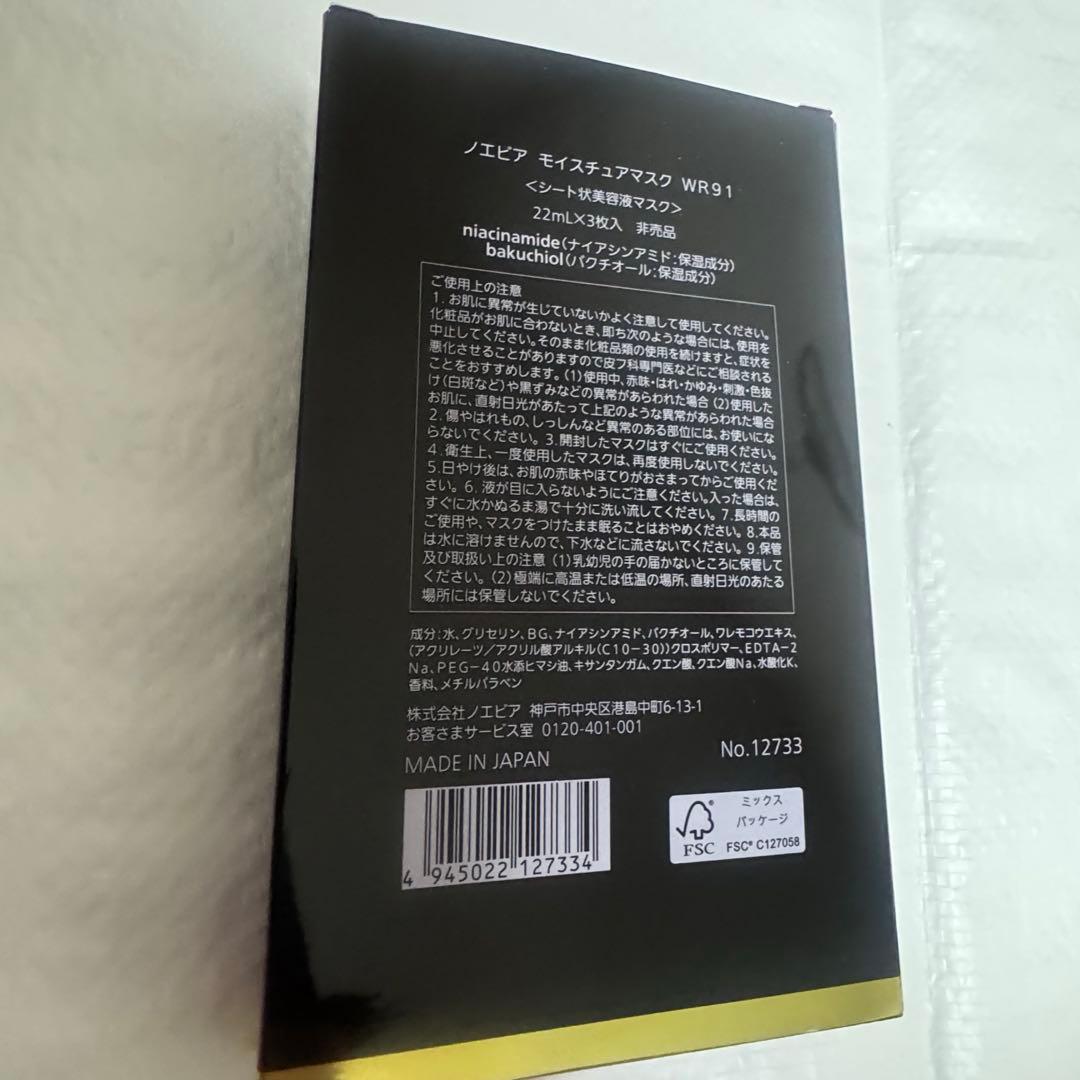 ノエビア モイスチュアマスク WR91
<シート状美容液マスク>
22mL×3枚入 非売品
niacinamide(ナイアシンアミド:保湿成分)
bakuchiol(バクチオール:保湿成分)
ご使用上の注意
1. お肌に異常が生じていないかよく注意して使用してください。
化粧品がお肌に合わないとき、即ち次のような場合には、使用を
中止してください。そのまま化粧品類の使用を続けますと、症状を
悪化させることがありますので皮フ科専門医などにご相談される
ことをおすすめします。(1)使用中、赤味・はれ・かゆみ・刺激・色抜
け(白斑など)や黒ずみなどの異常があらわれた場合 (2)使用した
お肌に、直射日光があたって上記のような異常があらわれた場合
2. 傷やはれもの、しっしんなど異常のある部位には、お使いにな
らないでください。 3. 開封したマスクはすぐにご使用ください。
4. 衛生上、一度使用したマスクは、再度使用しないでください。
5. 日やけ後は、お肌の赤味やほてりがおさまってからご使用くだ
さい。 6. 液が目に入らないようにご注意ください。入った場合は、
すぐに水かぬるま湯で十分に洗い流してください。 7. 長時間の
ご使用や、マスクをつけたまま眠ることはおやめください。 8. 本品
は水に溶けませんので、下水などに流さないでください。 9. 保管
及び取扱い上の注意 (1)乳幼児の手の届かないところに保管して
ください。 (2)極端に高温または低温の場所、直射日光のあたる
場所には保管しないでください。
成分:水、グリセリン、BG、ナイアシンアミド、バクチオール、ワレモコウエキス、
(アクリレーツ/アクリル酸アルキル(C10-30))クロスポリマー、EDTA-2
Na、PEG-40水添ヒマシ油、キサンタンガム、クエン酸、クエン酸Na、水酸化K、
香料、メチルパラベン
株式会社ノエビア 神戸市中央区港島中町6-13-1
お客さまサービス室 0120-401-001
MADE IN JAPAN
No.12733
4 945022 127334
ミックス
パッケージ
FSC
FSC® C127058